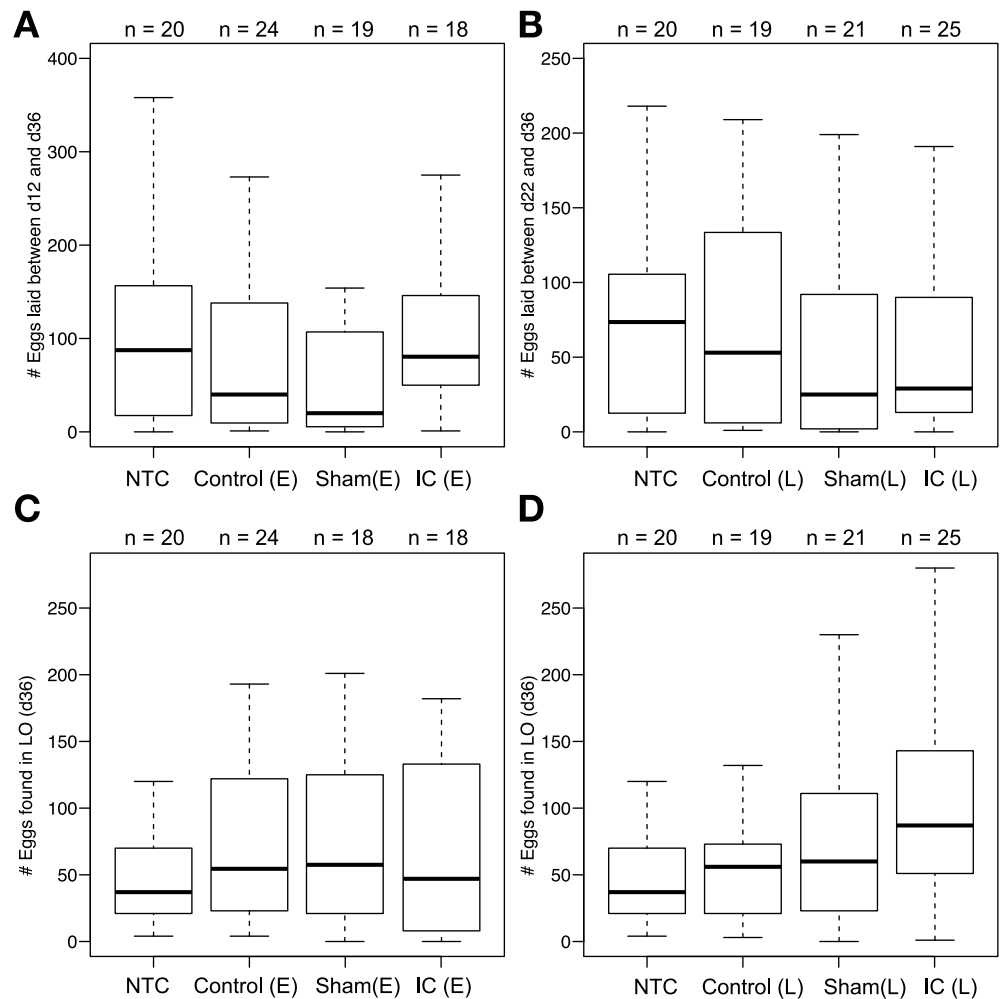 A
n = 20 n = 24 n = 19 n = 18
# Eggs laid between d12 and d36
400
300
200
100
0
NTC Control (E) Sham(E) IC (E)
B
n = 20 n = 19 n = 21 n = 25
# Eggs laid between d22 and d36
250
200
150
100
50
0
NTC Control (L) Sham(L) IC (L)
C
n = 20 n = 24 n = 18 n = 18
# Eggs found in LO (d36)
250
200
150
100
50
0
NTC Control (E) Sham(E) IC (E)
D
n = 20 n = 19 n = 21 n = 25
# Eggs found in LO (d36)
250
200
150
100
50
0
NTC Control (L) Sham(L) IC (L)